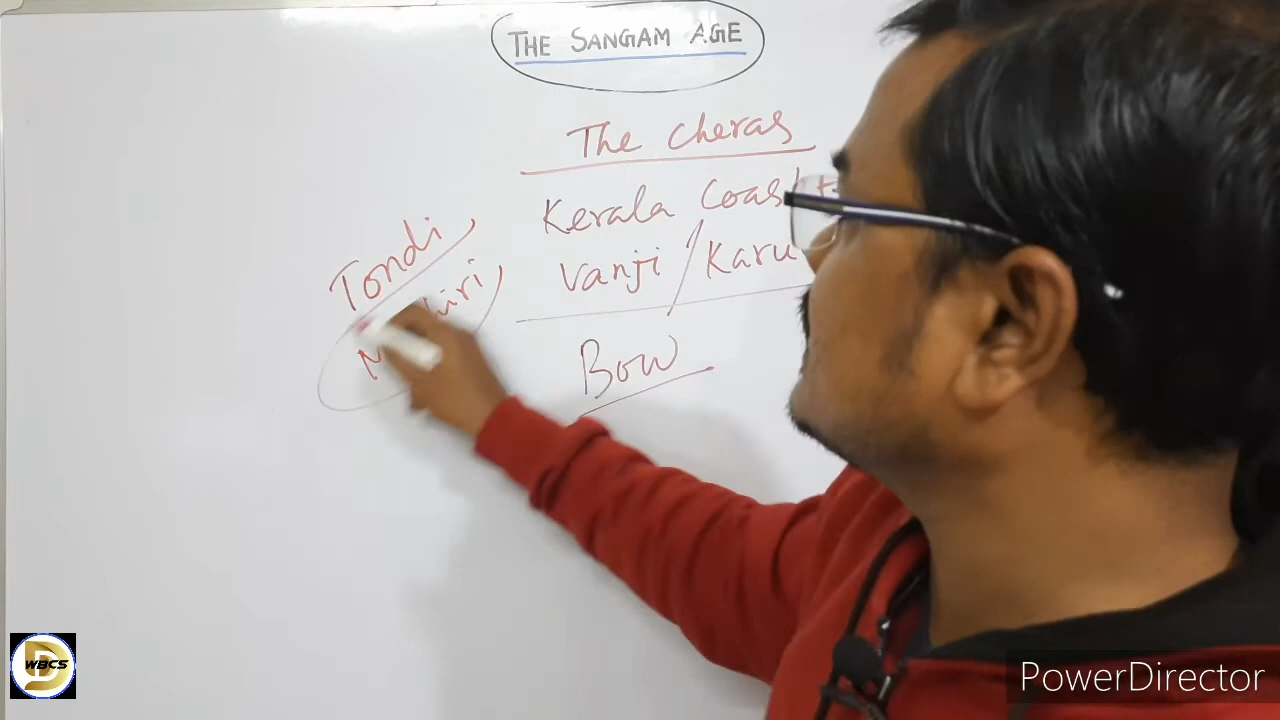 THE SANGAM AGE
The Cheras
Kerala Coast
Vanji / Karu
Bow
Tondi
WBCS
PowerDirector